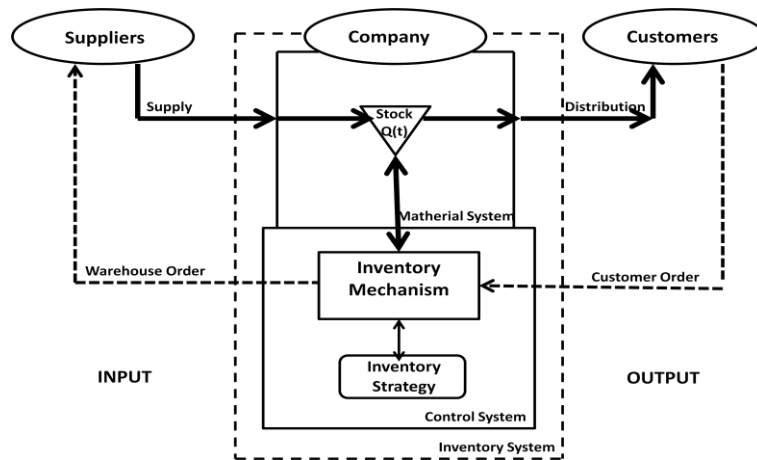 Suppliers
Company
Customers
Supply
Stock
Q(t)
Distribution
Matherial System
Warehouse Order
Inventory
Mechanism
Customer Order
INPUT
Inventory
Strategy
OUTPUT
Control System
Inventory System